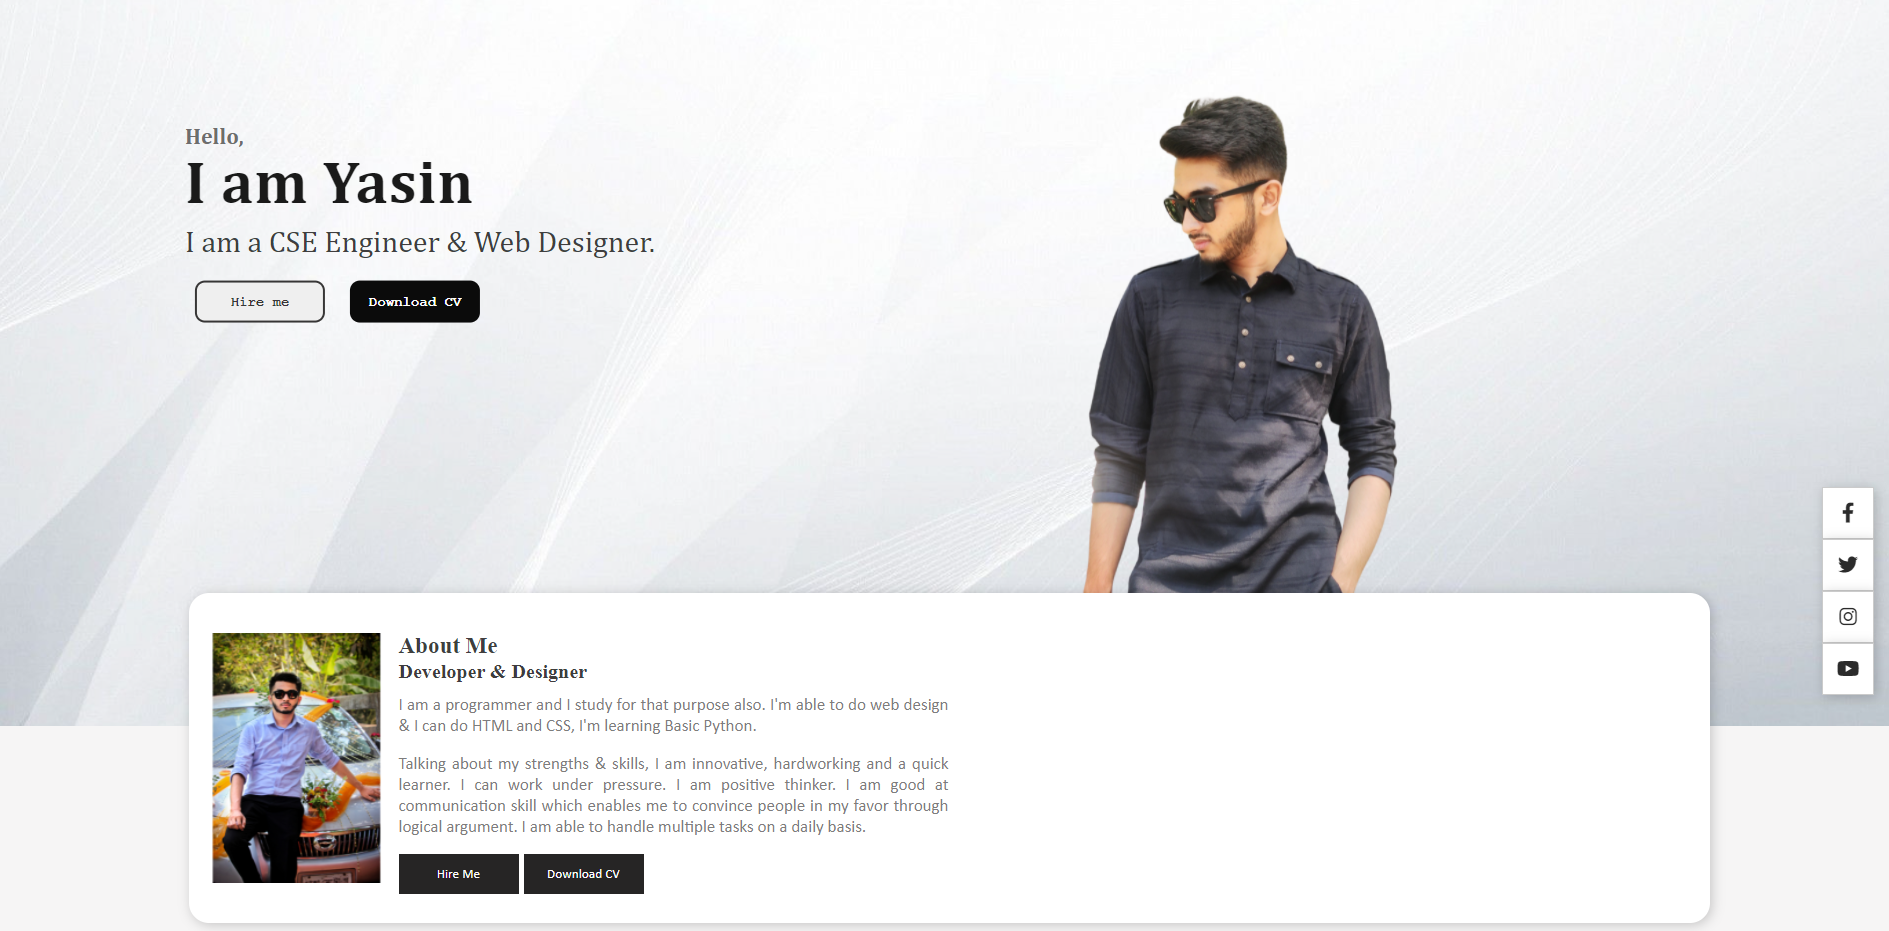 Hello,
I am Yasin
I am a CSE Engineer & Web Designer.
Hire me
Download CV
About Me
Developer & Designer
I am a programmer and I study for that purpose also. I'm able to do web design
& I can do HTML and CSS, I'm learning Basic Python.
Talking about my strengths & skills, I am innovative, hardworking and a quick
learner. I can work under pressure. I am positive thinker. I am good at
communication skill which enables me to convince people in my favor through
logical argument. I am able to handle multiple tasks on a daily basis.
Hire Me
Download CV